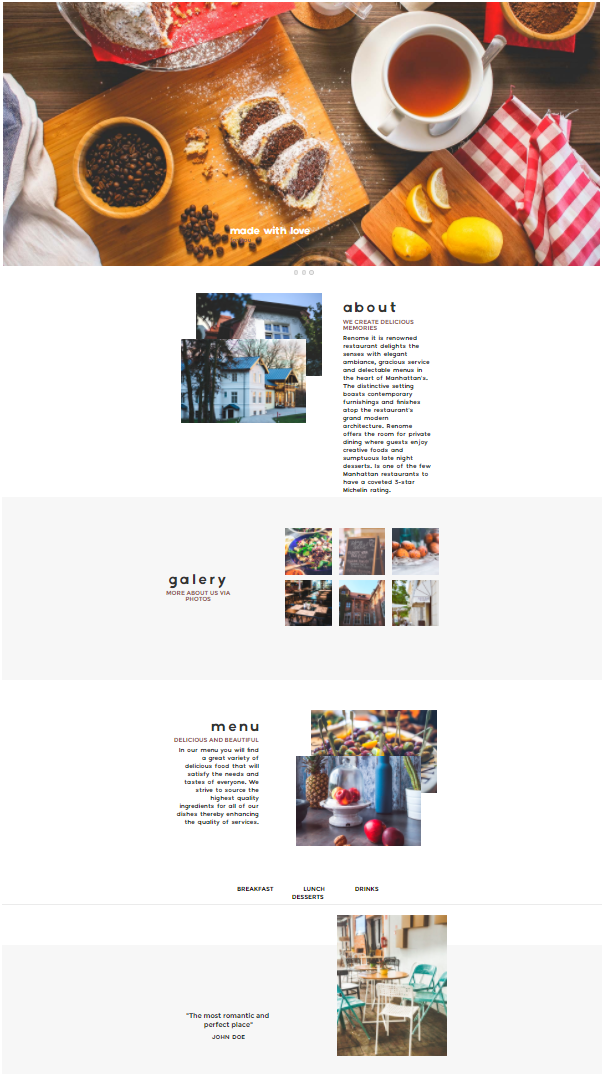 made with love
about
WE CREATE DELICIOUS
MEMORIES
Renome it is renowned
restaurant delights the
senses with elegant
ambiance, gracious service
and delectable menus in
the heart of Manhattan's.
The distinctive setting
boasts contemporary
furnishings and finishes
atop the restaurant's
grand modern
architecture. Renome
offers the room for private
dining where guests enjoy
creative foods and
sumptuous late night
desserts. Is one of the few
Manhattan restaurants to
have a coveted 5-star
Michelin rating.
galery
MORE ABOUT US VIA
PHOTOS
menu
DELICIOUS AND BEAUTIFUL
In our menu you will find
a great variety of
delicious food that will
satisfy the needs and
tastes of everyone. We
strive to source the
highest quality
ingredients for all of our
dishes thereby enhancing
the quality of services.
BREAKFAST LUNCH DRINKS
DESSERTS
"The most romantic and
perfect place"
JOHN DOE